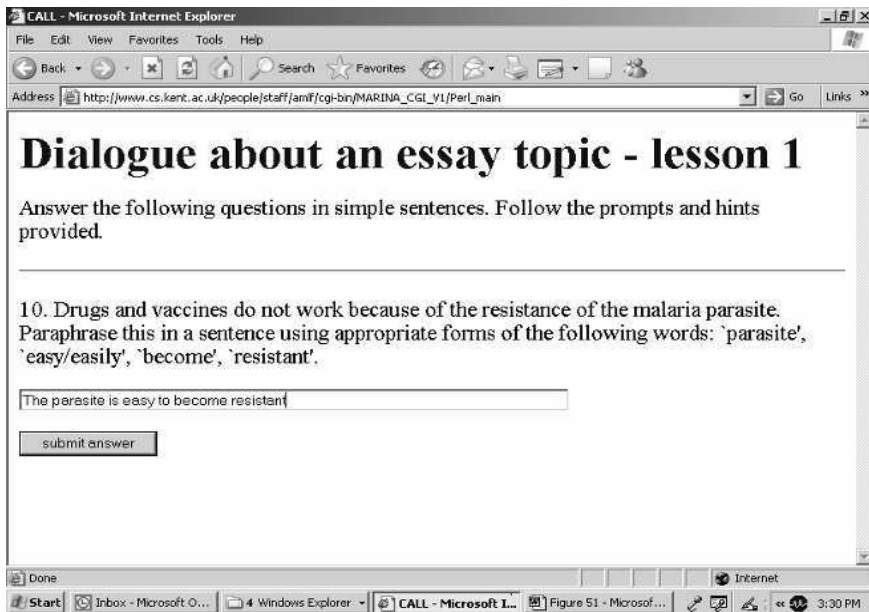 CALL - Microsoft Internet Explorer
File Edit View Favorites Tools Help
Back Search Favorites
Address http://www.cs.kent.ac.uk/people/staff/amf/cgi-bin/MARINA_CGI_V1/Perl_main Go Links »
Dialogue about an essay topic - lesson 1
Answer the following questions in simple sentences. Follow the prompts and hints
provided.
10. Drugs and vaccines do not work because of the resistance of the malaria parasite.
Paraphrase this in a sentence using appropriate forms of the following words: `parasite',
`easy/easily', `become', `resistant'.
The parasite is easy to become resistant
submit answer
Done Internet
Start Inbox - Microsoft O... 4 Windows Explorer CALL - Microsoft I... Figure 51 - Microsof... « 3:30 PM